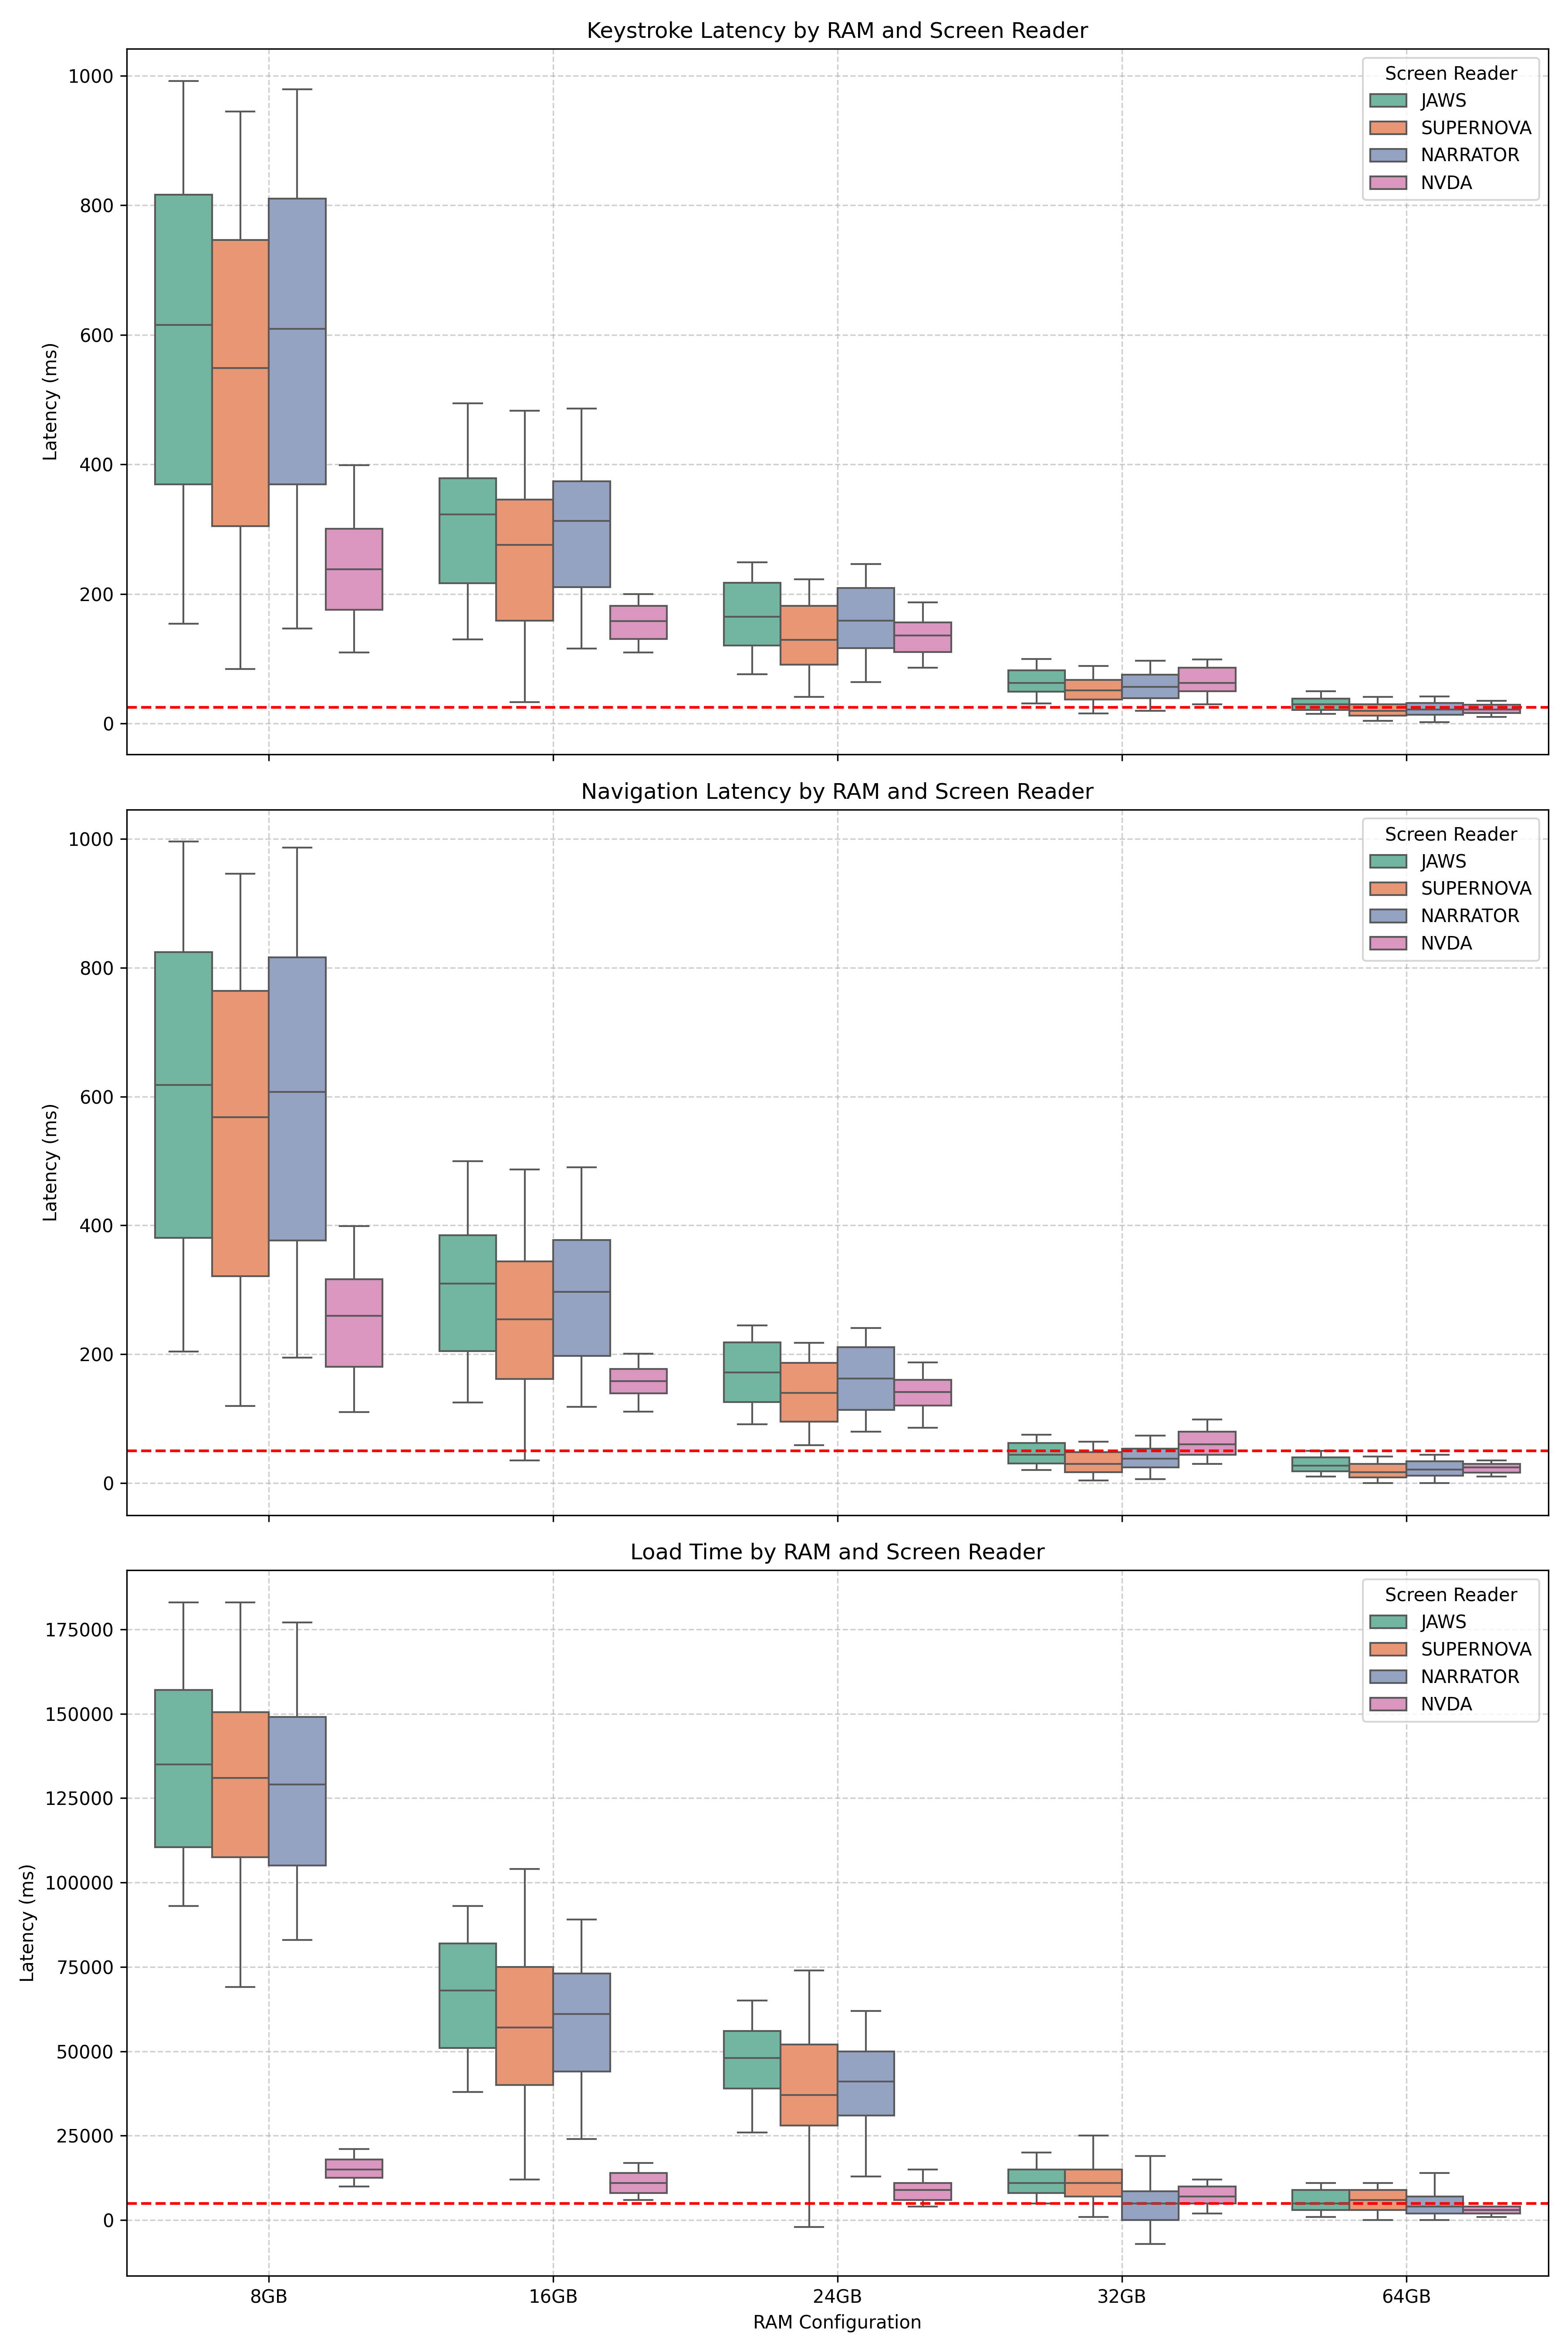 Keystroke Latency by RAM and Screen Reader
1000
800
600
400
200
0
Latency (ms)
Screen Reader
JAWS
SUPERNOVA
NARRATOR
NVDA
Navigation Latency by RAM and Screen Reader
1000
800
600
400
200
0
Latency (ms)
Screen Reader
JAWS
SUPERNOVA
NARRATOR
NVDA
Load Time by RAM and Screen Reader
175000
150000
125000
100000
75000
50000
25000
0
Latency (ms)
Screen Reader
JAWS
SUPERNOVA
NARRATOR
NVDA
8GB 16GB 24GB 32GB 64GB
RAM Configuration